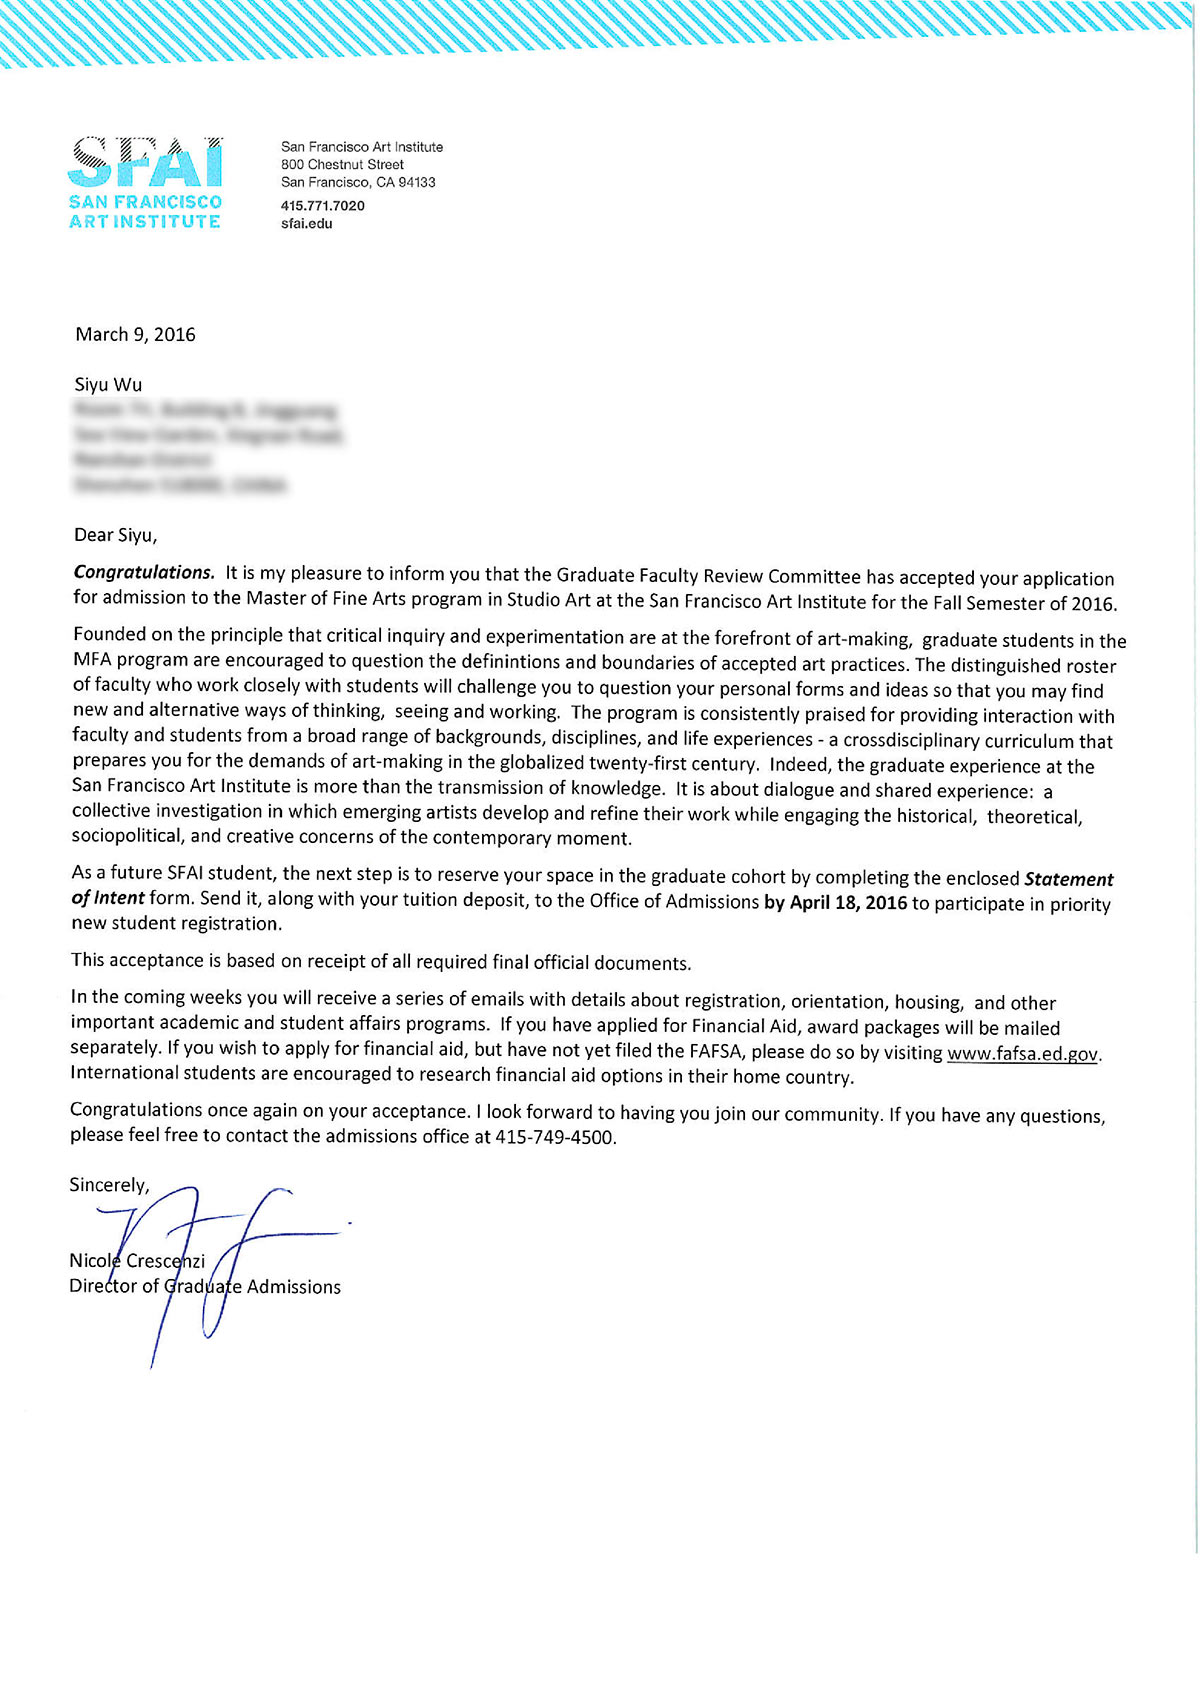 SFAI
SAN FRANCISCO
ART INSTITUTE
San Francisco Art Institute
800 Chestnut Street
San Francisco, CA 94133
415.771.7020
sfai.edu
March 9, 2016
Siyu Wu
Dear Siyu,
Congratulations.  It is my pleasure to inform you that the Graduate Faculty Review Committee has accepted your application
for admission to the Master of Fine Arts program in Studio Art at the San Francisco Art Institute for the Fall Semester of 2016.
Founded on the principle that critical inquiry and experimentation are at the forefront of art-making,  graduate students in the
MFA program are encouraged to question the definintions and boundaries of accepted art practices. The distinguished roster
of faculty who work closely with students will challenge you to question your personal forms and ideas so that you may find
new and alternative ways of thinking,  seeing and working.  The program is consistently praised for providing interaction with
faculty and students from a broad range of backgrounds, disciplines, and life experiences - a crossdisciplinary curriculum that
prepares you for the demands of art-making in the globalized twenty-first century.  Indeed, the graduate experience at the
San Francisco Art Institute is more than the transmission of knowledge.  It is about dialogue and shared experience:  a
collective investigation in which emerging artists develop and refine their work while engaging the historical,  theoretical,
sociopolitical, and creative concerns of the contemporary moment.
As a future SFAI student, the next step is to reserve your space in the graduate cohort by completing the enclosed Statement
of Intent form. Send it, along with your tuition deposit, to the Office of Admissions by April 18, 2016 to participate in priority
new student registration.
This acceptance is based on receipt of all required final official documents.
In the coming weeks you will receive a series of emails with details about registration, orientation, housing,  and other
important academic and student affairs programs.  If you have applied for Financial Aid, award packages will be mailed
separately. If you wish to apply for financial aid, but have not yet filed the FAFSA, please do so by visiting www.fafsa.ed.gov.
International students are encouraged to research financial aid options in their home country.
Congratulations once again on your acceptance. I look forward to having you join our community. If you have any questions,
please feel free to contact the admissions office at 415-749-4500.
Sincerely,
Nicole Crescenzi
Director of Graduate Admissions